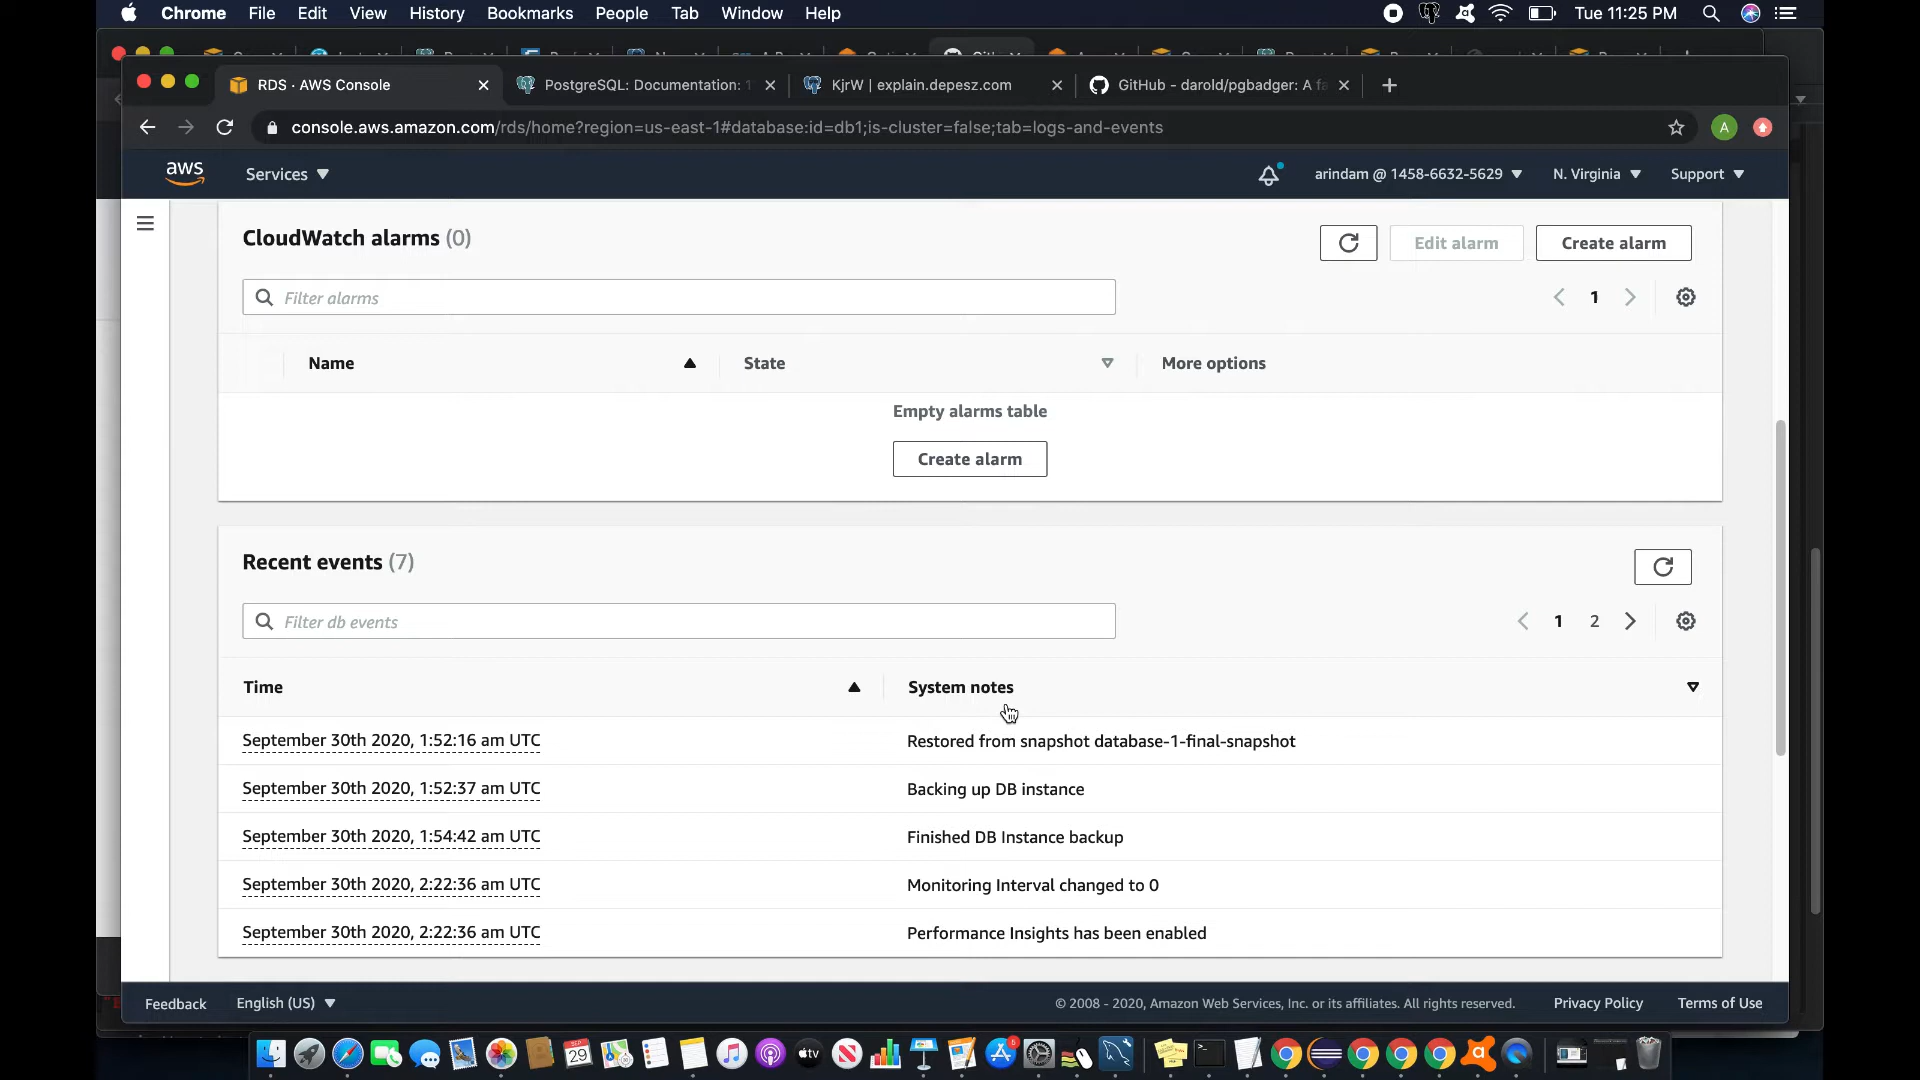 Chrome File Edit View History Bookmarks People Tab Window Help Tue 11:25 PM
RDS · AWS Console PostgreSQL: Documentation: 1 KjrW | explain.depesz.com GitHub - darold/pgbadger: A fa
console.aws.amazon.com/rds/home?region=us-east-1#database:id=db1;is-cluster=false;tab=logs-and-events A
aws Services arindam @ 1458-6632-5629 N. Virginia Support
CloudWatch alarms (0) Edit alarm Create alarm
Filter alarms 1
Name State More options
Empty alarms table
Create alarm
Recent events (7)
Filter db events 1 2
Time System notes
September 30th 2020, 1:52:16 am UTC Restored from snapshot database-1-final-snapshot
September 30th 2020, 1:52:37 am UTC Backing up DB instance
September 30th 2020, 1:54:42 am UTC Finished DB Instance backup
September 30th 2020, 2:22:36 am UTC Monitoring Interval changed to 0
September 30th 2020, 2:22:36 am UTC Performance Insights has been enabled
Feedback English (US) © 2008 - 2020, Amazon Web Services, Inc. or its affiliates. All rights reserved. Privacy Policy Terms of Use
SEP
29 tv